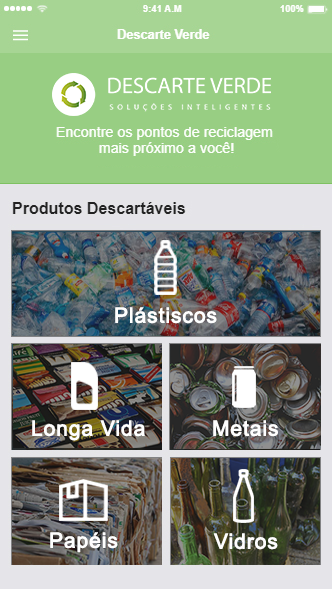 9:41 A.M
100%
Descarte Verde
DESCARTE VERDE
SOLUÇÕES INTELIGENTES
Encontre os pontos de reciclagem
mais próximo a você!
Produtos Descartáveis
Plástiscos
Longa Vida
Metais
Papéis
Vidros